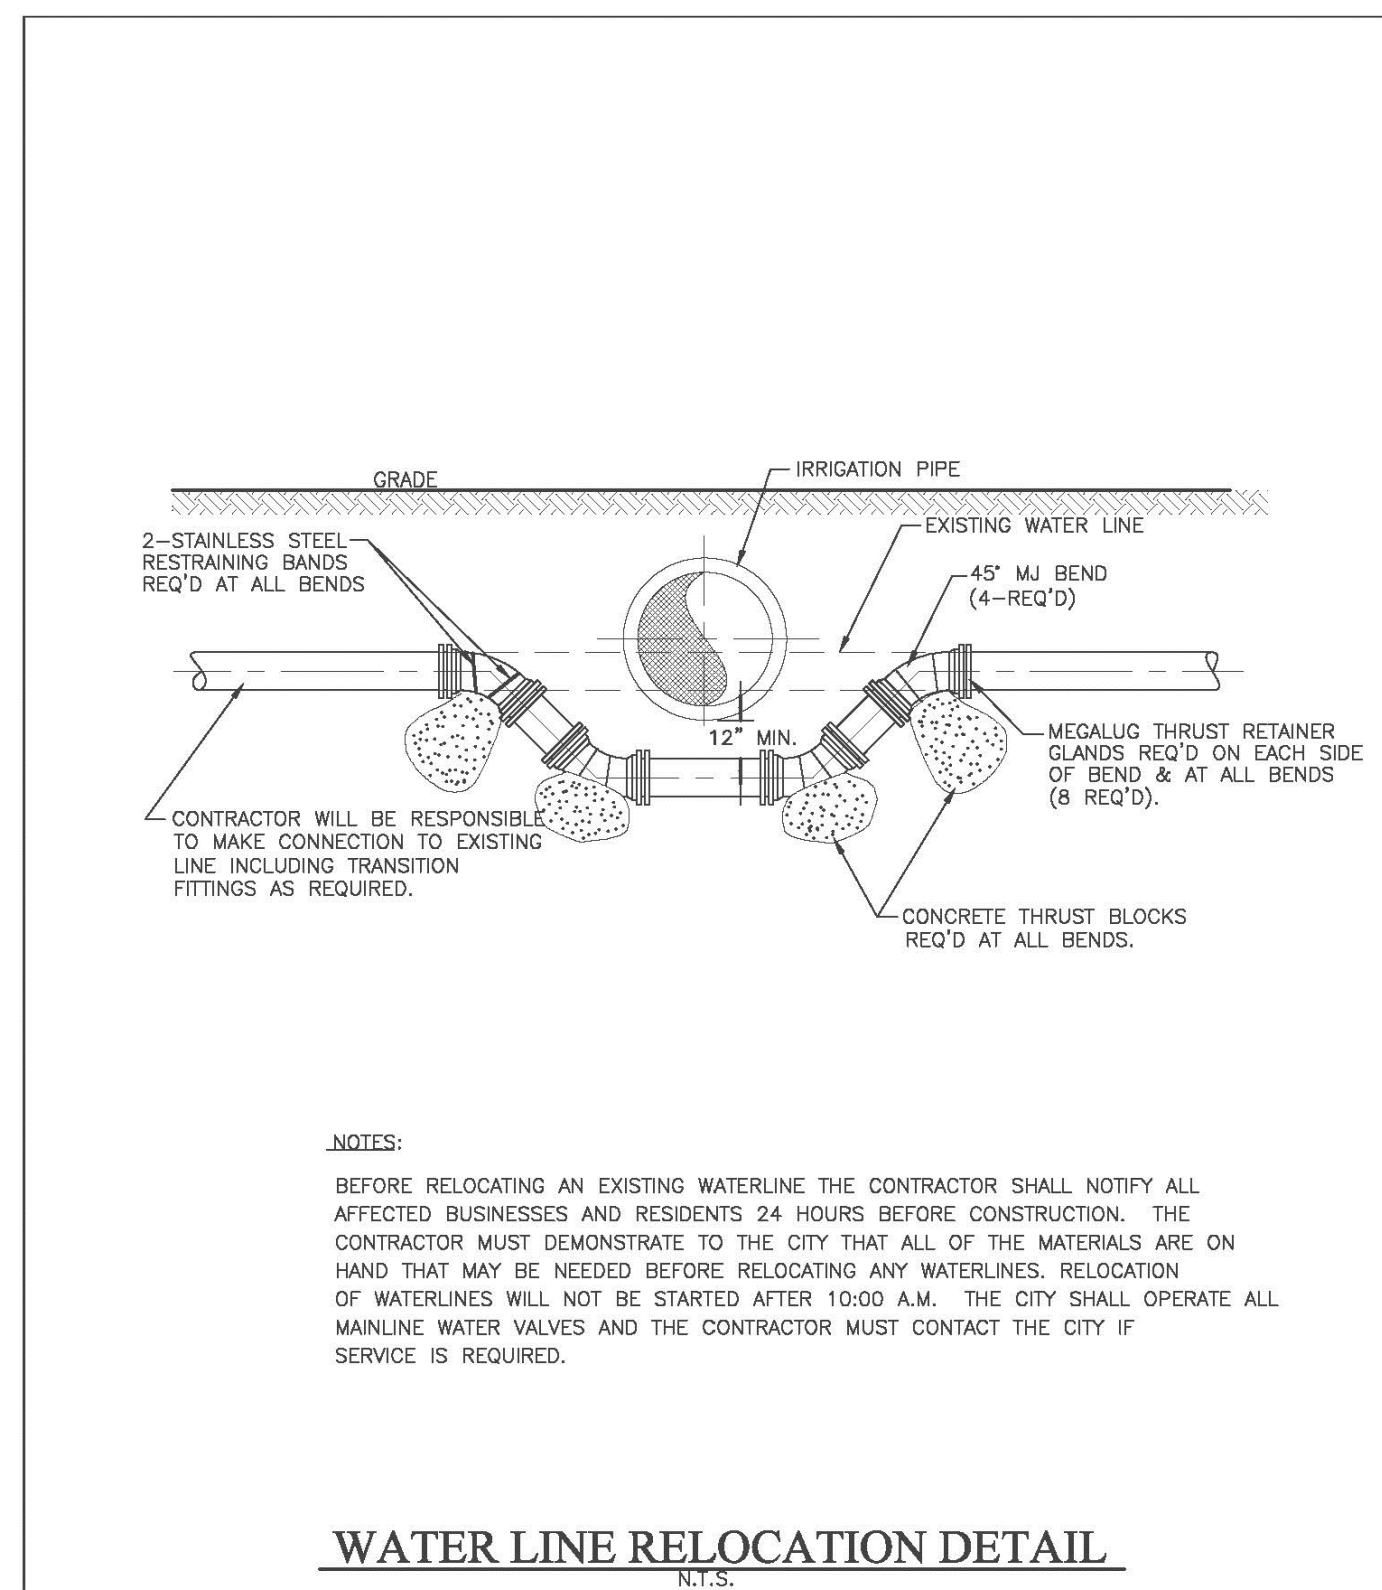 GRADE
IRRIGATION PIPE
2-STAINLESS STEEL
RESTRAINING BANDS
REQ'D AT ALL BENDS
EXISTING WATER LINE
45° MJ BEND
(4-REQ'D)
12" MIN.
MEGALUG THRUST RETAINER
GLANDS REQ'D ON EACH SIDE
OF BEND & AT ALL BENDS
(8 REQ'D).
CONTRACTOR WILL BE RESPONSIBLE
TO MAKE CONNECTION TO EXISTING
LINE INCLUDING TRANSITION
FITTINGS AS REQUIRED.
CONCRETE THRUST BLOCKS
REQ'D AT ALL BENDS.
NOTES:
BEFORE RELOCATING AN EXISTING WATERLINE THE CONTRACTOR SHALL NOTIFY ALL
AFFECTED BUSINESSES AND RESIDENTS 24 HOURS BEFORE CONSTRUCTION. THE
CONTRACTOR MUST DEMONSTRATE TO THE CITY THAT ALL OF THE MATERIALS ARE ON
HAND THAT MAY BE NEEDED BEFORE RELOCATING ANY WATERLINES. RELOCATION
OF WATERLINES WILL NOT BE STARTED AFTER 10:00 A.M. THE CITY SHALL OPERATE ALL
MAINLINE WATER VALVES AND THE CONTRACTOR MUST CONTACT THE CITY IF
SERVICE IS REQUIRED.
WATER LINE RELOCATION DETAIL
N.T.S.